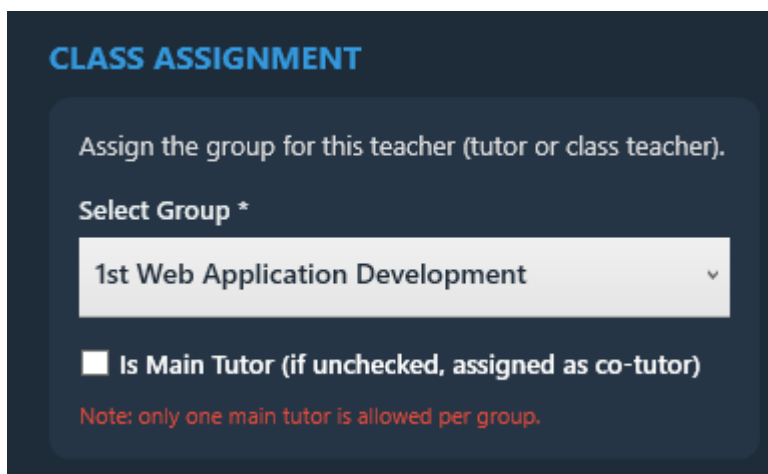 CLASS ASSIGNMENT
Assign the group for this teacher (tutor or class teacher).
Select Group *
1st Web Application Development
Is Main Tutor (if unchecked, assigned as co-tutor)
Note: only one main tutor is allowed per group.